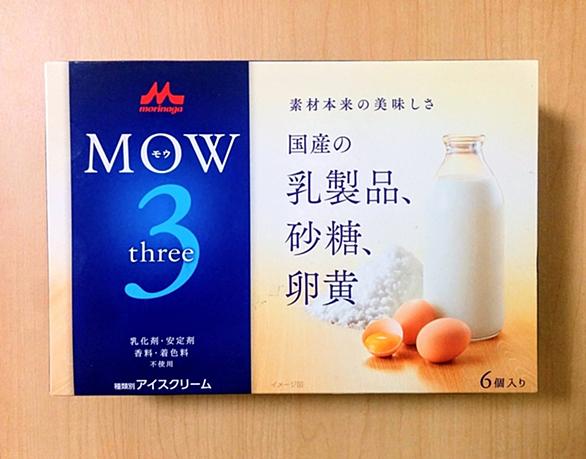 morinaga
MOW
モウ
3
three
乳化剤・安定剤
香料・着色料
不使用
種類別 アイスクリーム
素材本来の美味しさ
国産の
乳製品、
砂糖、
卵黄
イメージ図
6個入り